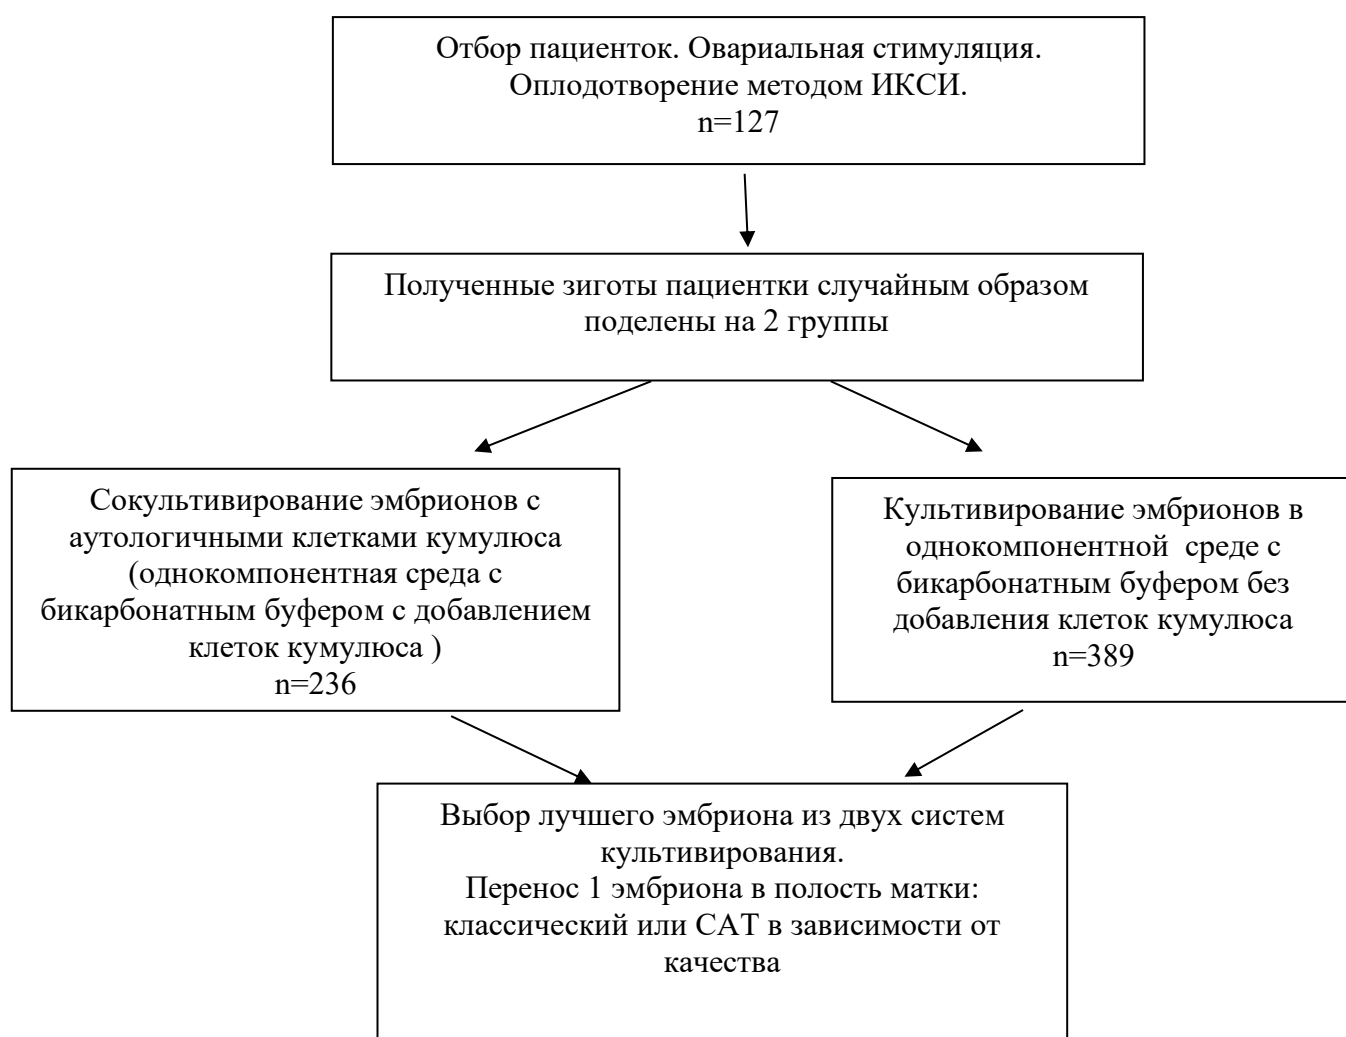 Отбор пациенток. Овариальная стимуляция.
Оплодотворение методом ИКСИ.
n=127
Полученные зиготы пациентки случайным образом
поделены на 2 группы
Сокультивирование эмбрионов с
аутологичными клетками кумулюса
(однокомпонентная среда с
бикарбонатным буфером с добавлением
клеток кумулюса )
n=236
Культивирование эмбрионов в
однокомпонентной среде с
бикарбонатным буфером без
добавления клеток кумулюса
n=389
Выбор лучшего эмбриона из двух систем
культивирования.
Перенос 1 эмбриона в полость матки:
классический или САТ в зависимости от
качества